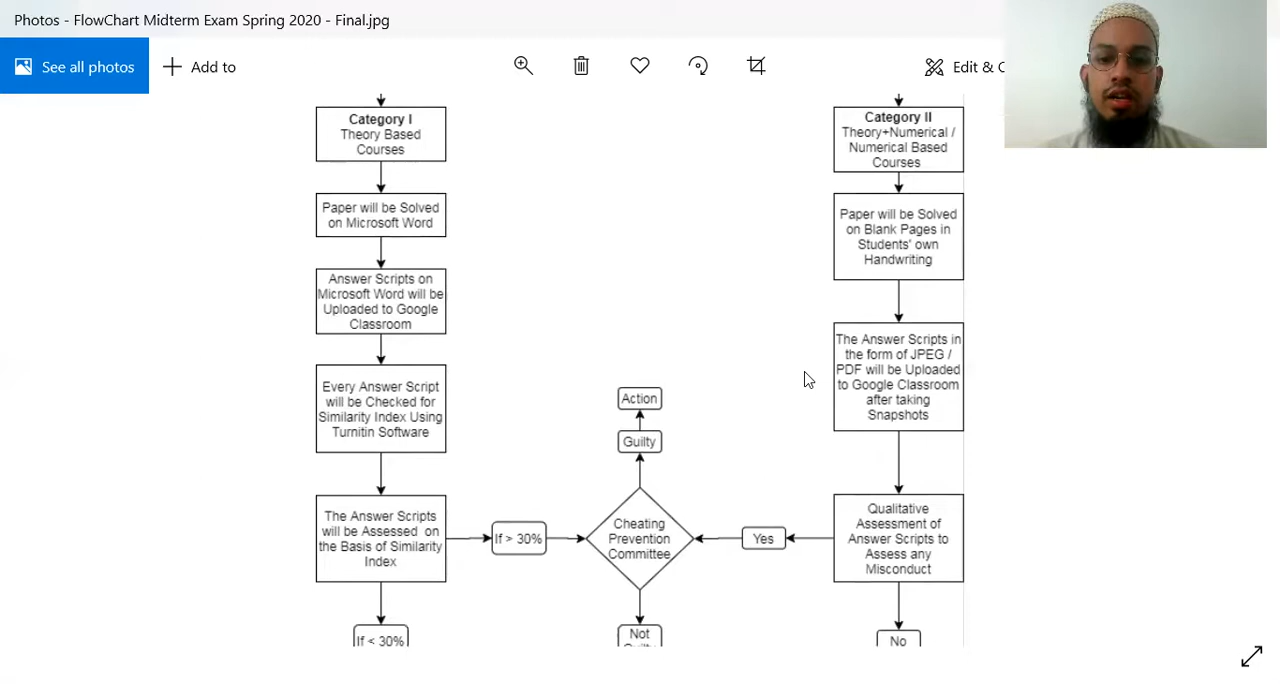 Photos - FlowChart Midterm Exam Spring 2020 - Final.jpg
See all photos
Add to
Edit & C
Category I
Theory Based
Courses
Paper will be Solved
on Microsoft Word
Answer Scripts on
Microsoft Word will be
Uploaded to Google
Classroom
Every Answer Script
will be Checked for
Similarity Index Using
Turnitin Software
The Answer Scripts
will be Assessed on
the Basis of Similarity
Index
If < 30%
If > 30%
Action
Guilty
Cheating
Prevention
Committee
Not
Yes
Category II
Theory+Numerical /
Numerical Based
Courses
Paper will be Solved
on Blank Pages in
Students' own
Handwriting
The Answer Scripts in
the form of JPEG /
PDF will be Uploaded
to Google Classroom
after taking
Snapshots
Qualitative
Assessment of
Answer Scripts to
Assess any
Misconduct
No